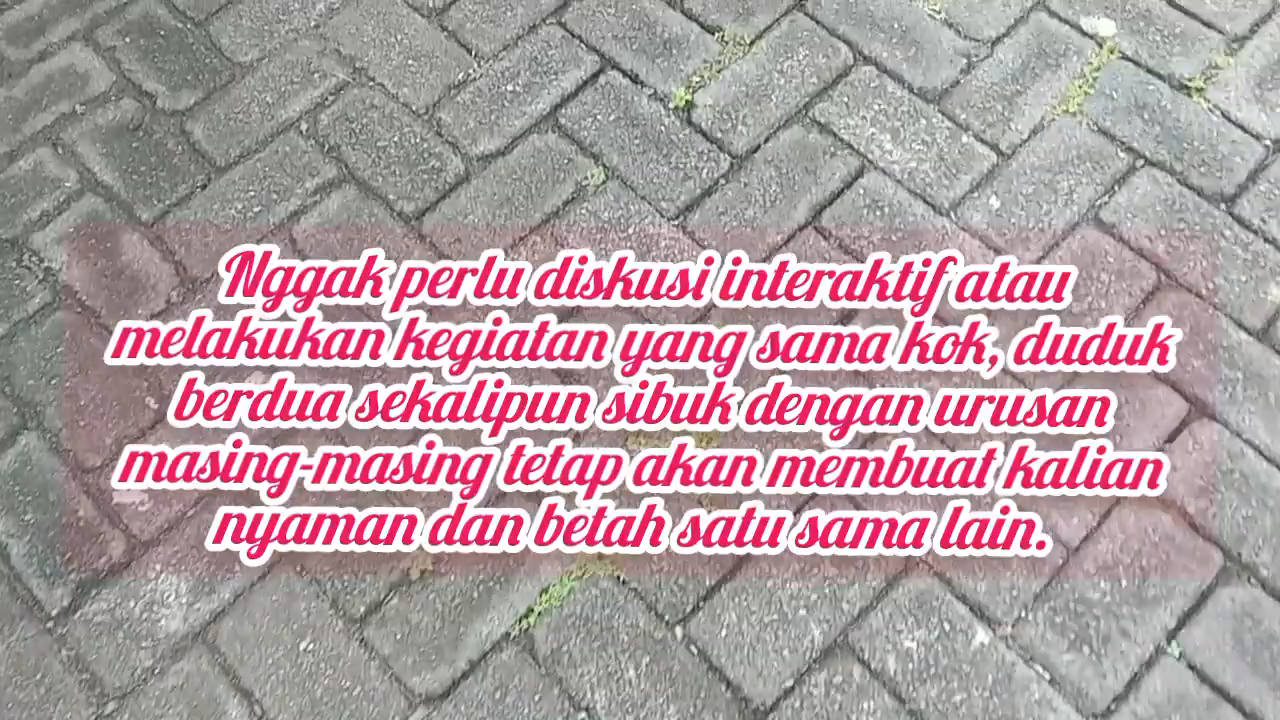 Nggak perlu diskusi interaktif atau
melakukan kegiatan yang sama kok, duduk
berdua sekalipun sibuk dengan urusan
masing-masing tetap akan membuat kalian
nyaman dan betah satu sama lain.